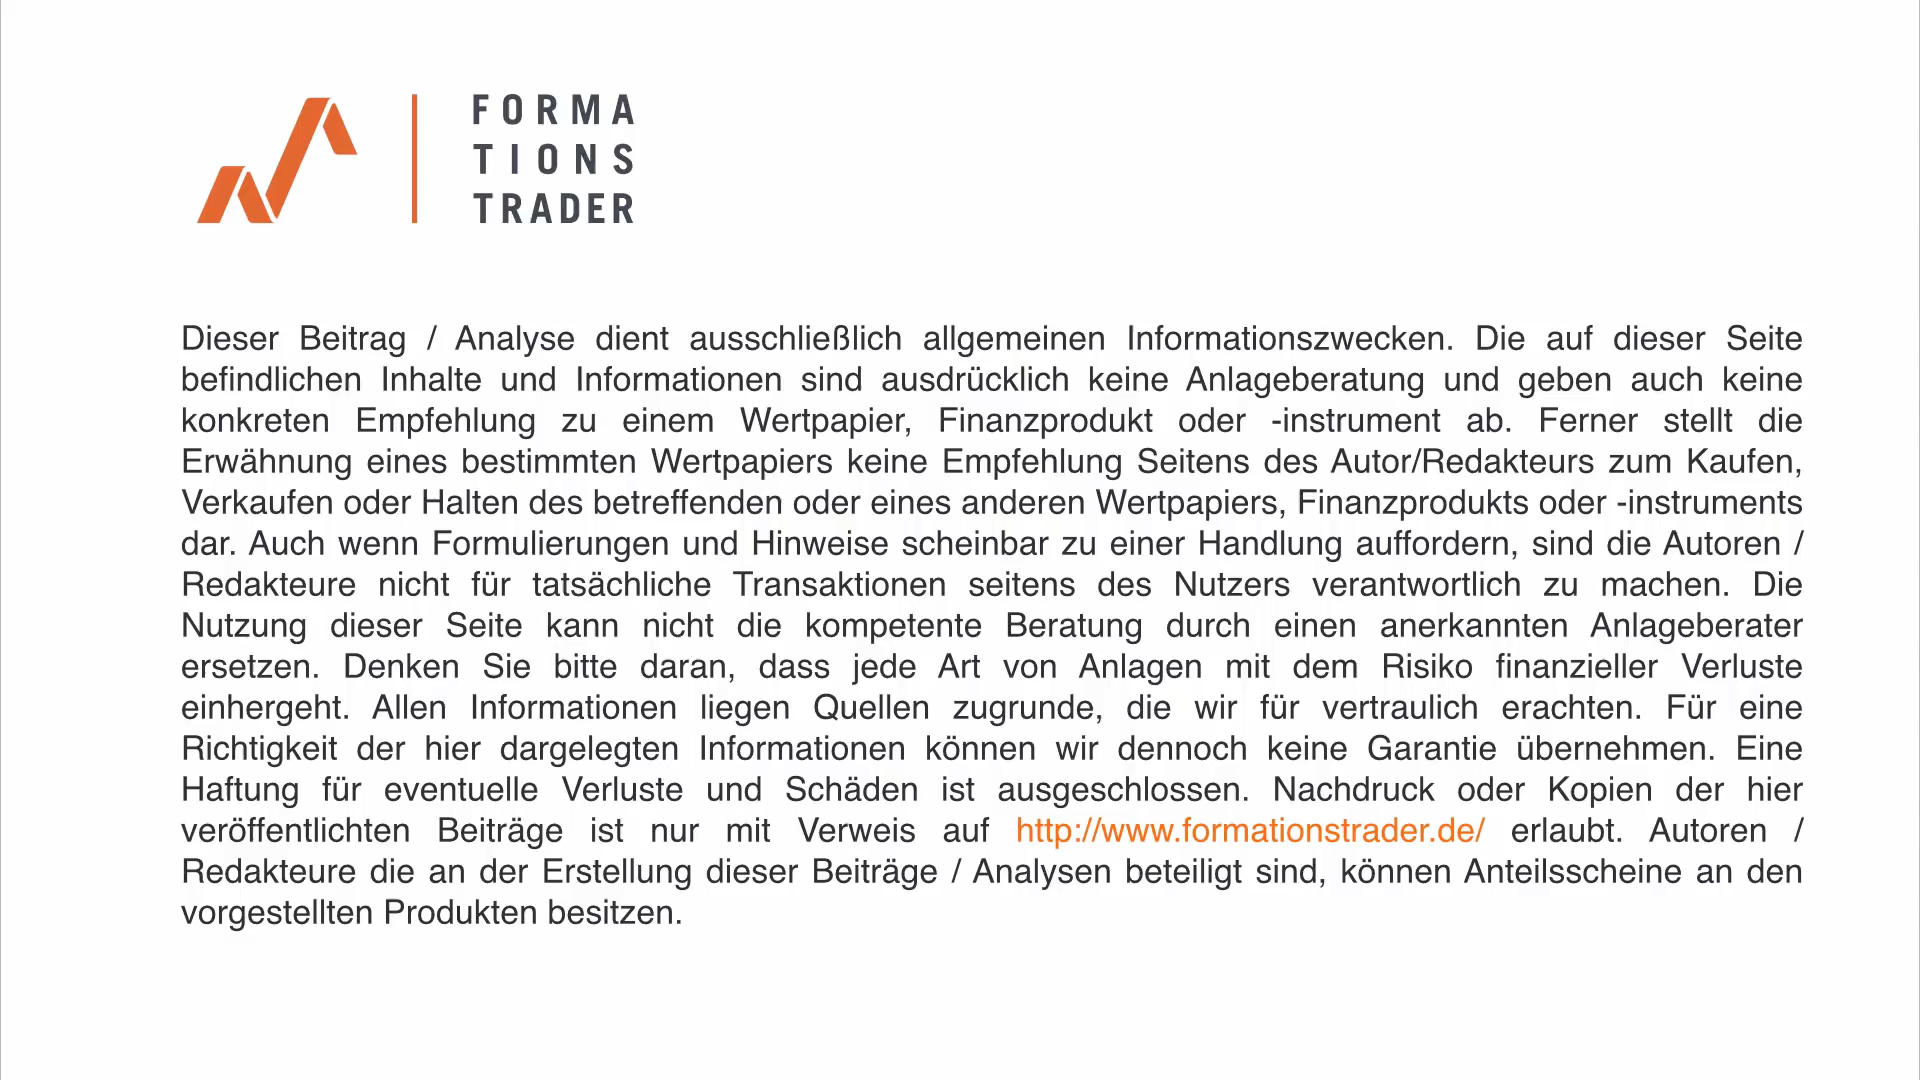 FORMA
TIONS
TRADER
Dieser Beitrag / Analyse dient ausschließlich allgemeinen Informationszwecken. Die auf dieser Seite
befindlichen Inhalte und Informationen sind ausdrücklich keine Anlageberatung und geben auch keine
konkreten Empfehlung zu einem Wertpapier, Finanzprodukt oder -instrument ab. Ferner stellt die
Erwähnung eines bestimmten Wertpapiers keine Empfehlung Seitens des Autor/Redakteurs zum Kaufen,
Verkaufen oder Halten des betreffenden oder eines anderen Wertpapiers, Finanzprodukts oder -instruments
dar. Auch wenn Formulierungen und Hinweise scheinbar zu einer Handlung auffordern, sind die Autoren /
Redakteure nicht für tatsächliche Transaktionen seitens des Nutzers verantwortlich zu machen. Die
Nutzung dieser Seite kann nicht die kompetente Beratung durch einen anerkannten Anlageberater
ersetzen. Denken Sie bitte daran, dass jede Art von Anlagen mit dem Risiko finanzieller Verluste
einhergeht. Allen Informationen liegen Quellen zugrunde, die wir für vertraulich erachten. Für eine
Richtigkeit der hier dargelegten Informationen können wir dennoch keine Garantie übernehmen. Eine
Haftung für eventuelle Verluste und Schäden ist ausgeschlossen. Nachdruck oder Kopien der hier
veröffentlichten Beiträge ist nur mit Verweis auf http://www.formationstrader.de/ erlaubt. Autoren /
Redakteure die an der Erstellung dieser Beiträge / Analysen beteiligt sind, können Anteilsscheine an den
vorgestellten Produkten besitzen.